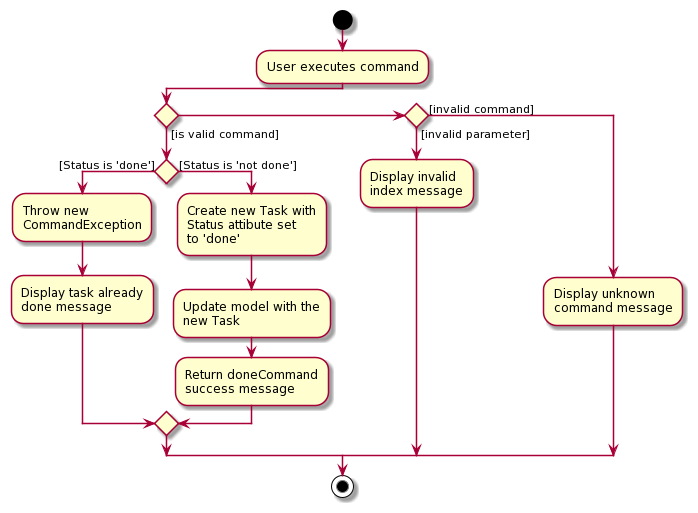 User executes command
[invalid command]
[is valid command]
[invalid parameter]
[Status is 'done']
[Status is 'not done']
Display invalid
index message
Throw new
CommandException
Create new Task with
Status attibute set
to 'done'
Display task already
done message
Display unknown
command message
Update model with the
new Task
Return doneCommand
success message